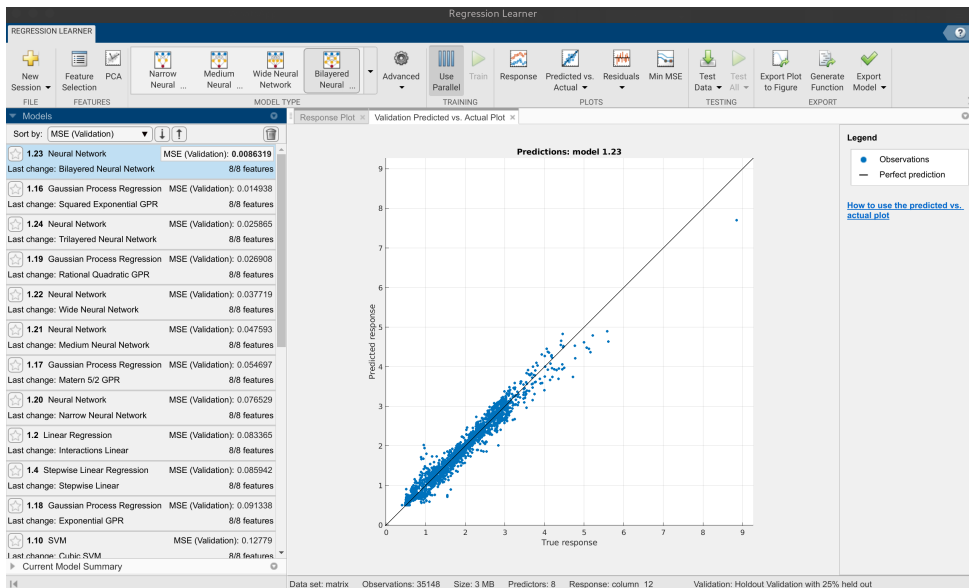 Regression Learner
REGRESSION LEARNER
?
New Session
Feature Selection
PCA
Narrow Neural ...
Medium Neural ...
Wide Neural Network
Bilayered Neural ...
Advanced
Use Parallel
Train
Response
Predicted vs. Actual
Residuals
Min MSE
Test Data
Test All
Export Plot to Figure
Generate Function
Export Model
FILE FEATURES MODEL TYPE TRAINING PLOTS TESTING EXPORT
Models
Sort by: MSE (Validation)
1.23 Neural Network MSE (Validation): 0.0086319
Last change: Bilayered Neural Network 8/8 features
1.16 Gaussian Process Regression MSE (Validation): 0.014938
Last change: Squared Exponential GPR 8/8 features
1.24 Neural Network MSE (Validation): 0.025865
Last change: Trilayered Neural Network 8/8 features
1.19 Gaussian Process Regression MSE (Validation): 0.026908
Last change: Rational Quadratic GPR 8/8 features
1.22 Neural Network MSE (Validation): 0.037719
Last change: Wide Neural Network 8/8 features
1.21 Neural Network MSE (Validation): 0.047593
Last change: Medium Neural Network 8/8 features
1.17 Gaussian Process Regression MSE (Validation): 0.054697
Last change: Matern 5/2 GPR 8/8 features
1.20 Neural Network MSE (Validation): 0.076529
Last change: Narrow Neural Network 8/8 features
1.2 Linear Regression MSE (Validation): 0.083365
Last change: Interactions Linear 8/8 features
1.4 Stepwise Linear Regression MSE (Validation): 0.085942
Last change: Stepwise Linear 8/8 features
1.18 Gaussian Process Regression MSE (Validation): 0.091338
Last change: Exponential GPR 8/8 features
1.10 SVM MSE (Validation): 0.12779
Last change: Cubic SVM 8/8 features
Current Model Summary
Response Plot × Validation Predicted vs. Actual Plot ×
Predictions: model 1.23
9
8
7
6
5
4
3
2
1
0
Predicted response
0 1 2 3 4 5 6 7 8 9
True response
Legend
Observations
Perfect prediction
How to use the predicted vs.
actual plot
Data set: matrix Observations: 35148 Size: 3 MB Predictors: 8 Response: column_12 Validation: Holdout Validation with 25% held out